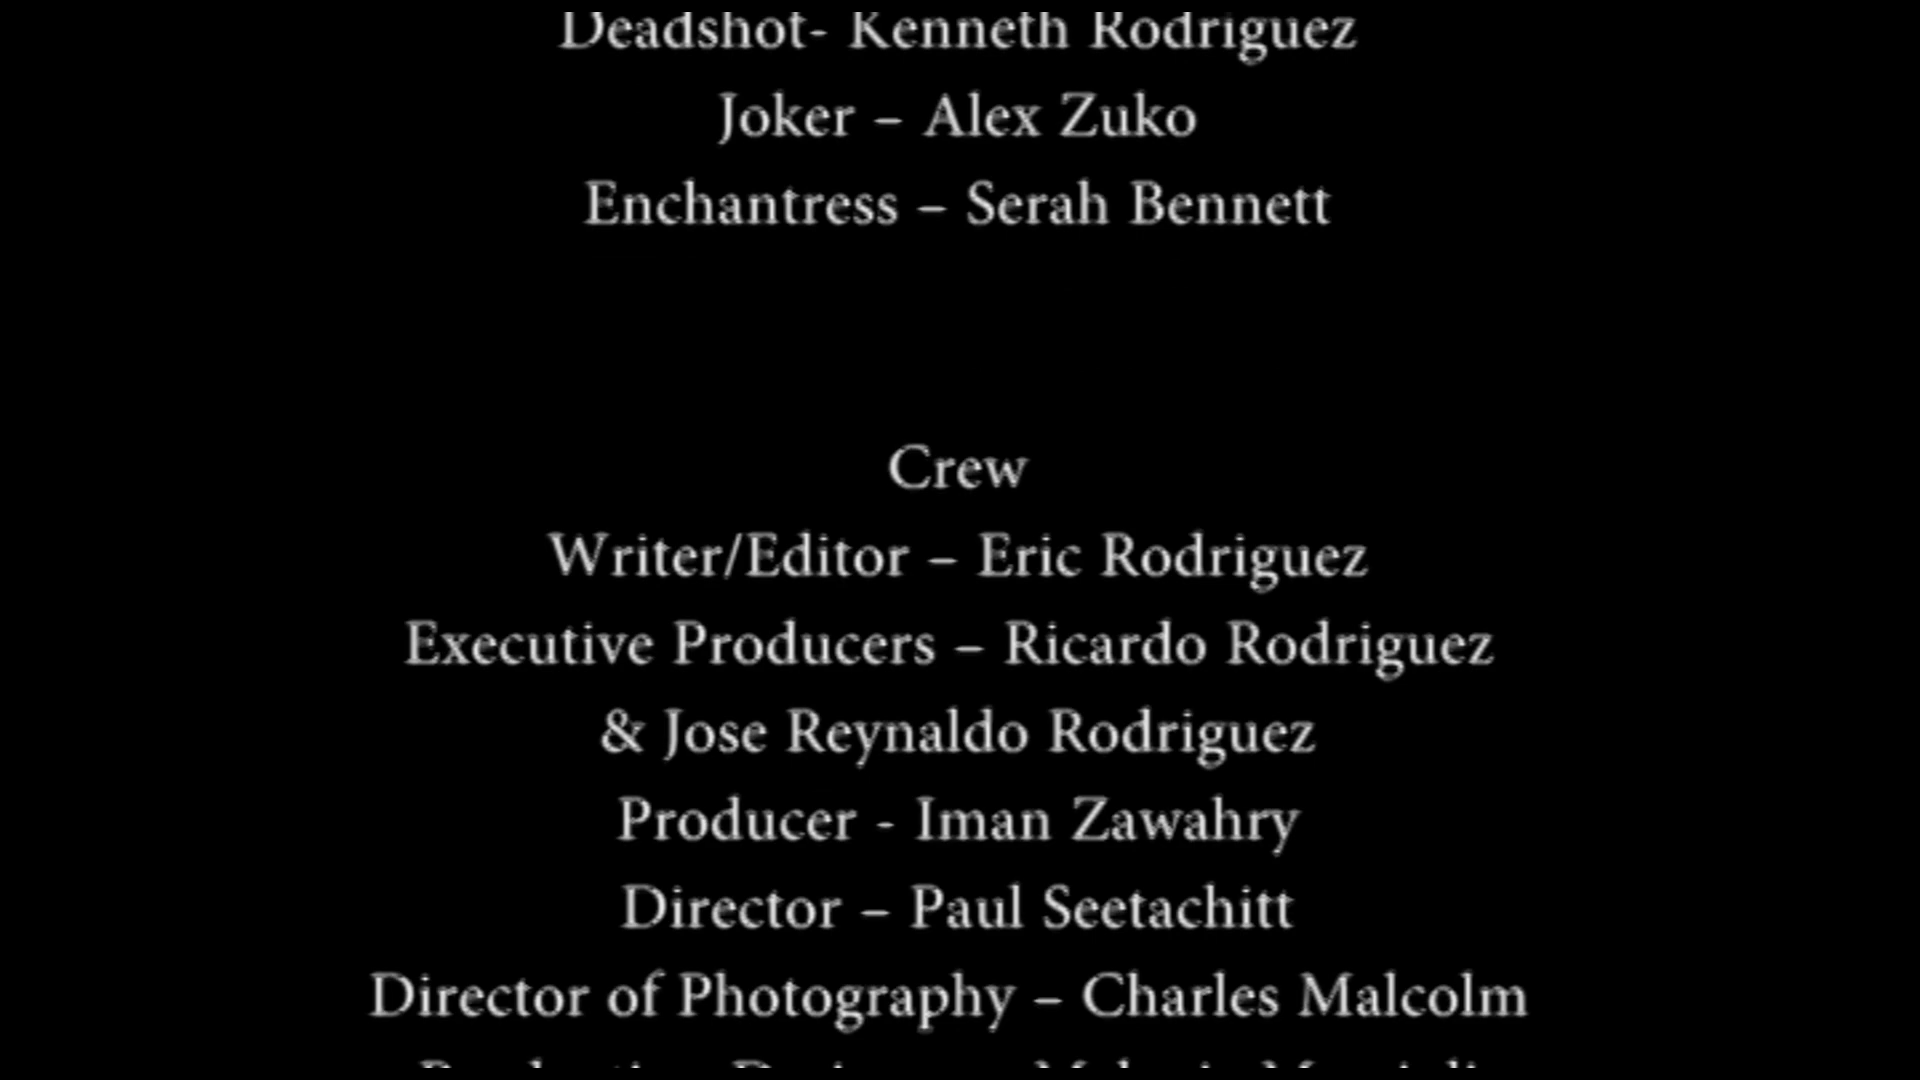 Deadshot- Kenneth Rodriguez
Joker – Alex Zuko
Enchantress – Serah Bennett
Crew
Writer/Editor – Eric Rodriguez
Executive Producers – Ricardo Rodriguez
& Jose Reynaldo Rodriguez
Producer - Iman Zawahry
Director – Paul Seetachitt
Director of Photography – Charles Malcolm